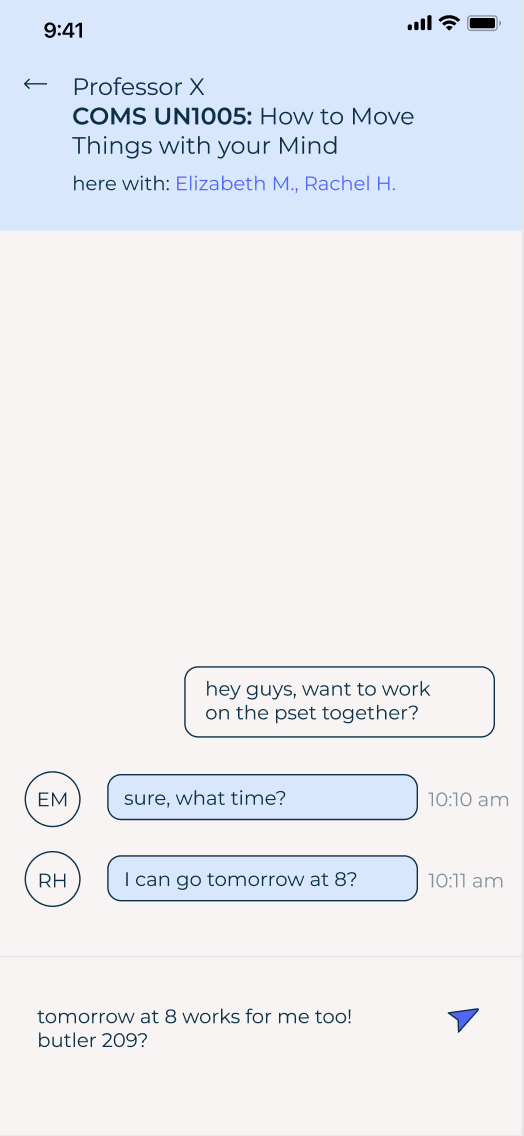 9:41
Professor X
COMS UN1005: How to Move
Things with your Mind
here with: Elizabeth M., Rachel H.
hey guys, want to work
on the pset together?
EM
sure, what time?
10:10 am
RH
I can go tomorrow at 8?
10:11 am
tomorrow at 8 works for me too!
butler 209?